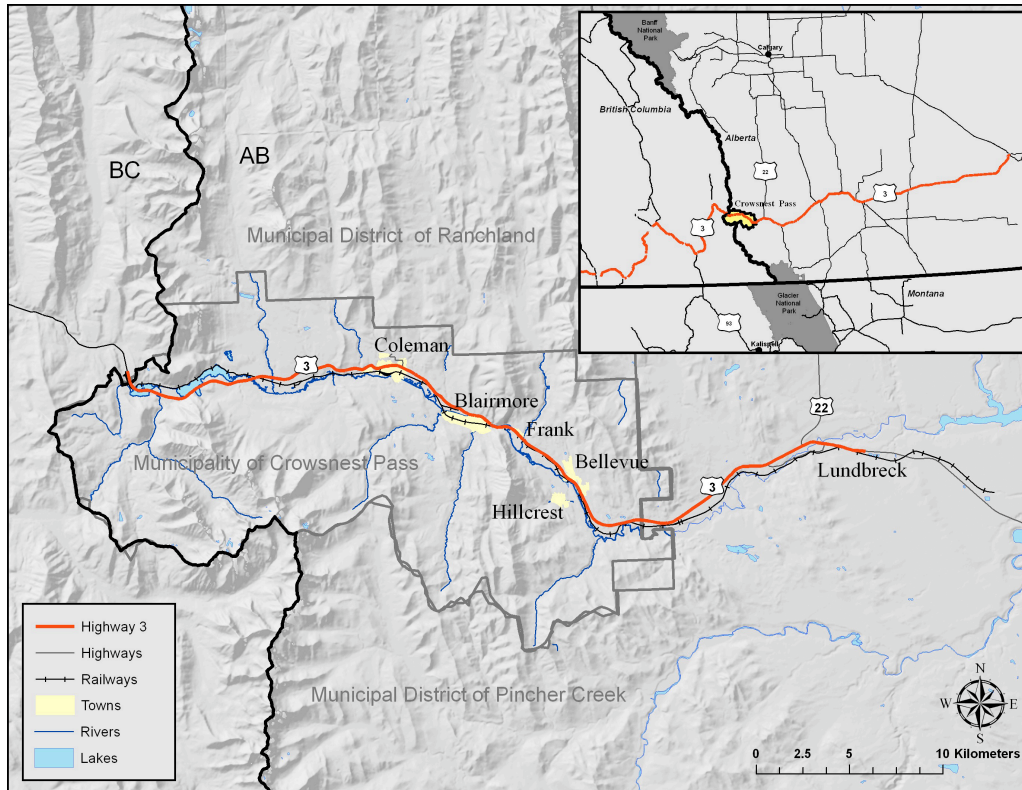 BC
AB
Municipal District of Ranchland
Banff
National
Park
Calgary
British Columbia
Alberta
22
Crowsnest Pass
3
3
Glacier
National
Park
Montana
93
Kalispell
3
Coleman
Blairmore
Frank
Bellevue
Hillcrest
Municipality of Crowsnest Pass
22
3
Lundbreck
Municipal District of Pincher Creek
Highway 3
Highways
Railways
Towns
Rivers
Lakes
N
W E
S
0 2.5 5 10 Kilometers